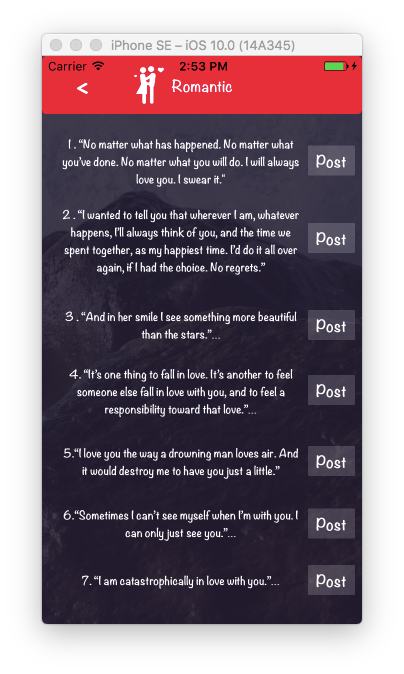 iPhone SE – iOS 10.0 (14A345)
Carrier 2:53 PM
< Romantic
1 . “No matter what has happened. No matter what
you’ve done. No matter what you will do. I will always
love you. I swear it."
Post
2 . “I wanted to tell you that wherever I am, whatever
happens, I’ll always think of you, and the time we
spent together, as my happiest time. I’d do it all over
again, if I had the choice. No regrets.”
Post
3 . “And in her smile I see something more beautiful
than the stars.”...
Post
4. “It’s one thing to fall in love. It’s another to feel
someone else fall in love with you, and to feel a
responsibility toward that love.”...
Post
5.“I love you the way a drowning man loves air. And
it would destroy me to have you just a little.”
Post
6.“Sometimes I can’t see myself when I’m with you. I
can only just see you.”...
Post
7. “I am catastrophically in love with you.”...
Post